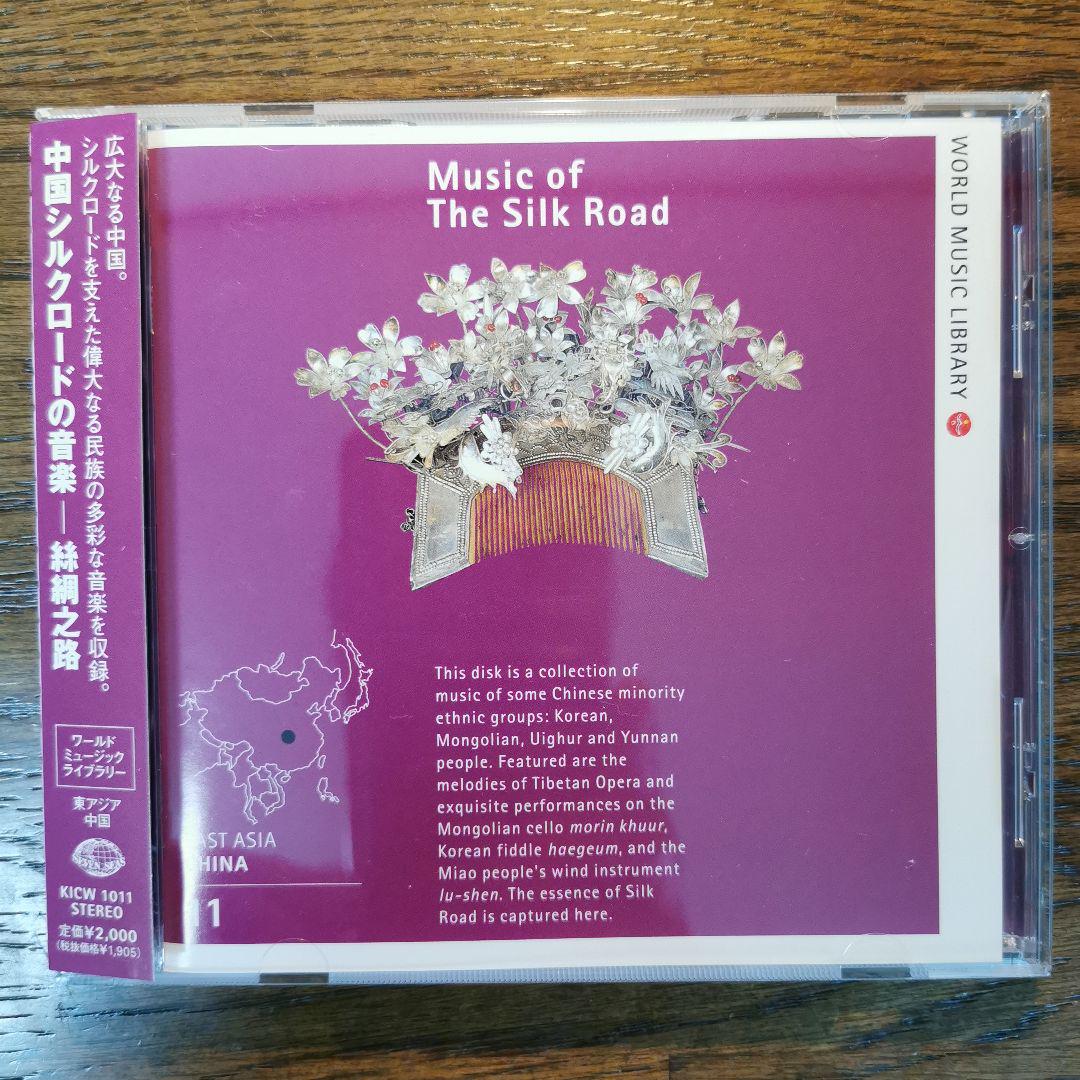 広大なる中国。
シルクロードを支えた偉大なる民族の多彩な音楽を収録。
中国シルクロードの音楽―絲綢之路
ワールド
ミュージック
ライブラリー
東アジア
中国
SEVEN SEAS
KICW 1011
STEREO
定価¥2,000
(税抜価格¥1,905)
Music of
The Silk Road
WORLD MUSIC LIBRARY
This disk is a collection of
music of some Chinese minority
ethnic groups: Korean,
Mongolian, Uighur and Yunnan
people. Featured are the
melodies of Tibetan Opera and
exquisite performances on the
Mongolian cello morin khuur,
Korean fiddle haegeum, and the
Miao people's wind instrument
lu-shen. The essence of Silk
Road is captured here.
AST ASIA
HINA
1